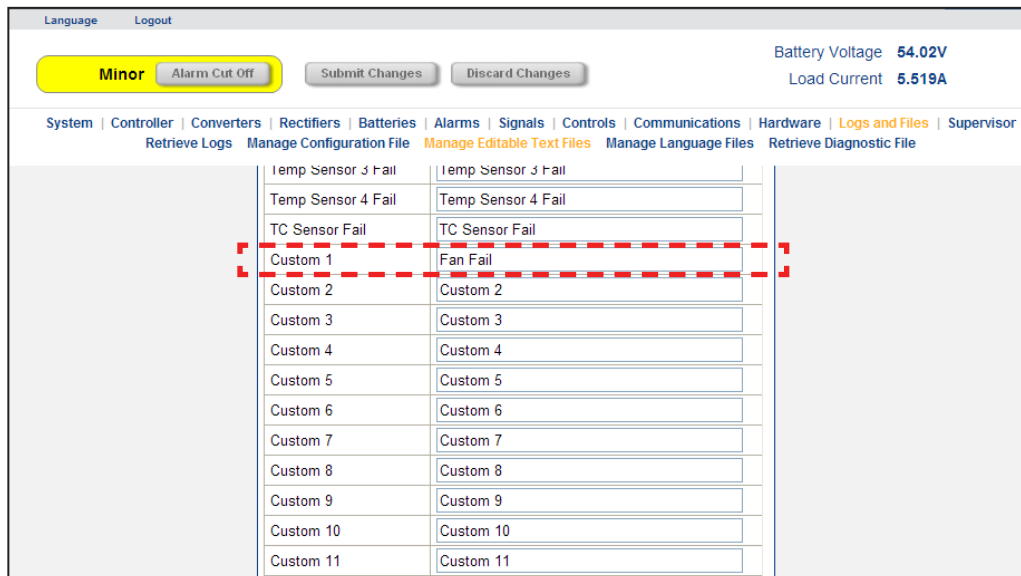 Language Logout
Battery Voltage 54.02V
Minor Alarm Cut Off Submit Changes Discard Changes
Load Current 5.519A
System | Controller | Converters | Rectifiers | Batteries | Alarms | Signals | Controls | Communications | Hardware | Logs and Files | Supervisor
Retrieve Logs Manage Configuration File Manage Editable Text Files Manage Language Files Retrieve Diagnostic File
Temp Sensor 3 Fail Temp Sensor 3 Fail
Temp Sensor 4 Fail Temp Sensor 4 Fail
TC Sensor Fail TC Sensor Fail
Custom 1 Fan Fail
Custom 2 Custom 2
Custom 3 Custom 3
Custom 4 Custom 4
Custom 5 Custom 5
Custom 6 Custom 6
Custom 7 Custom 7
Custom 8 Custom 8
Custom 9 Custom 9
Custom 10 Custom 10
Custom 11 Custom 11